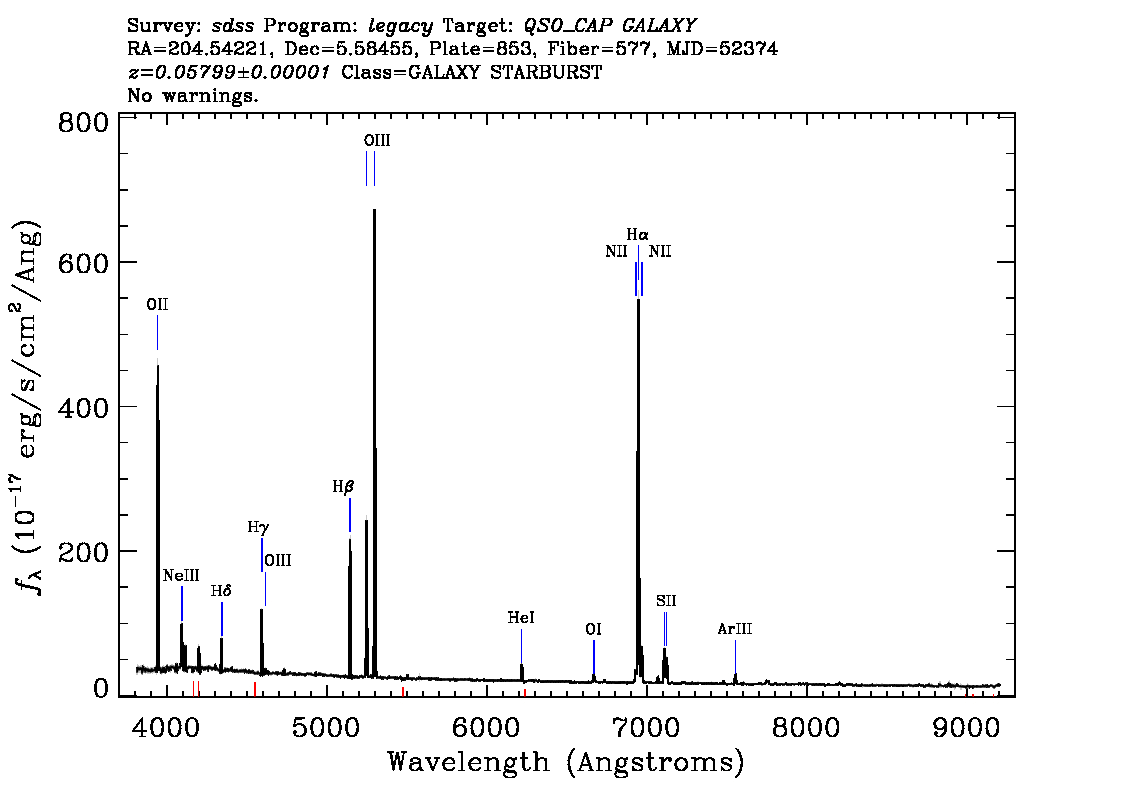 Survey: sdss Program: legacy Target: QSO_CAP GALAXY
RA=204.54221, Dec=5.58455, Plate=853, Fiber=577, MJD=52374
z=0.05799±0.00001 Class=GALAXY STARBURST
No warnings.
800
600
400
200
0
fλ (10⁻¹⁷ erg/s/cm²/Ang)
OIII
Hα
NII NII
OII
Hβ
Hγ
OIII
NeIII
Hδ
HeI
OI
SII
ArIII
4000 5000 6000 7000 8000 9000
Wavelength (Angstroms)